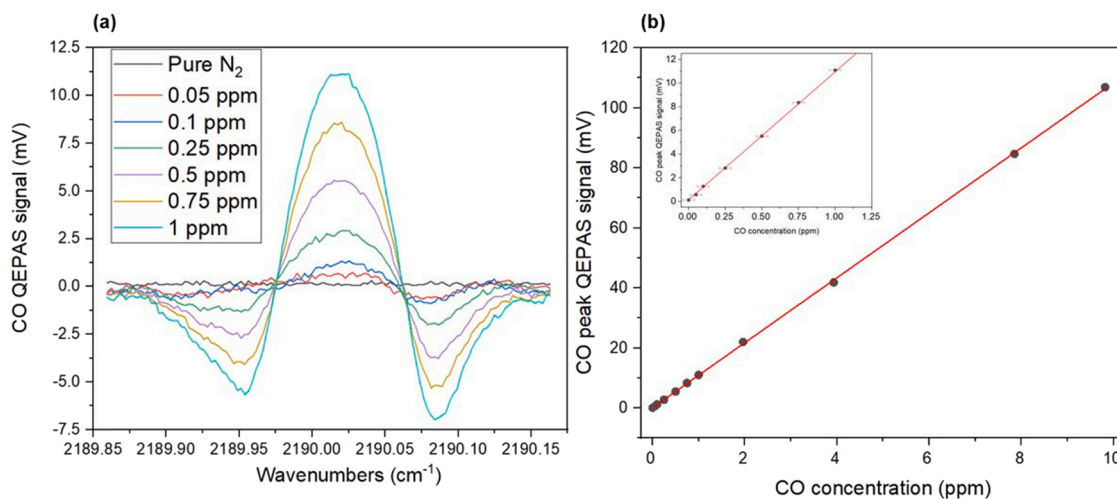 (a)
12.5
10.0
7.5
5.0
2.5
0.0
-2.5
-5.0
-7.5
CO QEPAS signal (mV)
Pure N₂
0.05 ppm
0.1 ppm
0.25 ppm
0.5 ppm
0.75 ppm
1 ppm
2189.86 2189.90 2189.95 2190.00 2190.05 2190.10 2190.15
Wavenumbers (cm⁻¹)
(b)
120
100
80
60
40
20
0
CO peak QEPAS signal (mV)
12
10
8
6
4
2
0
CO peak QEPAS signal (mV)
0.00 0.25 0.50 0.75 1.00 1.25
CO concentration (ppm)
0 2 4 6 8 10
CO concentration (ppm)